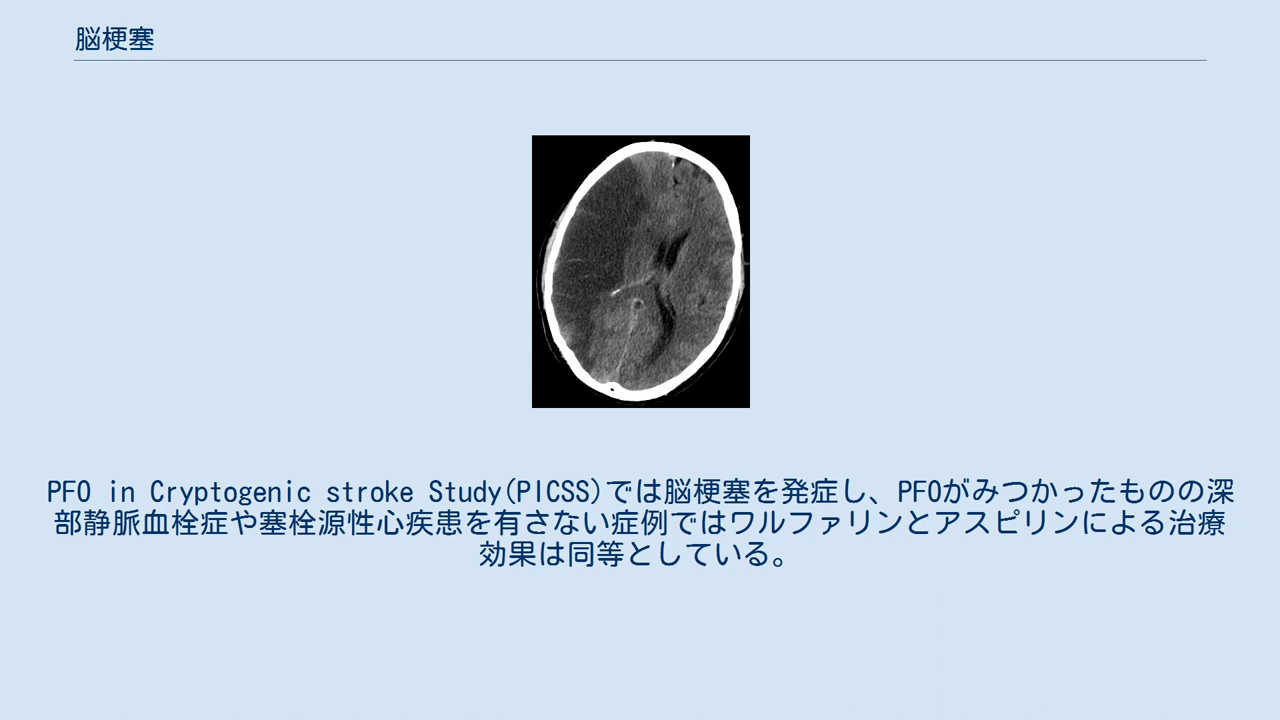 脳梗塞
PFO in Cryptogenic stroke Study(PICSS)では脳梗塞を発症し、PFOがみつかったものの深
部静脈血栓症や塞栓源性心疾患を有さない症例ではワルファリンとアスピリンによる治療
効果は同等としている。